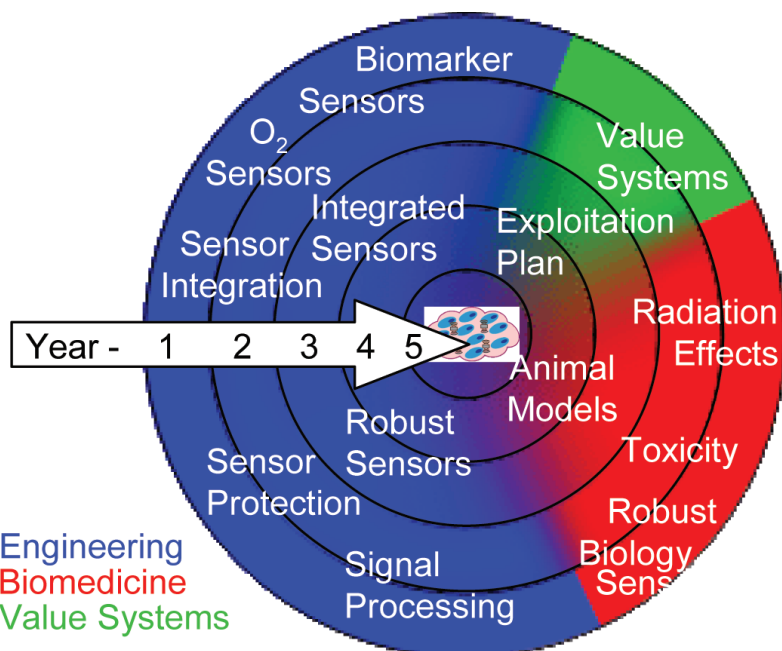 Biomarker
Sensors
O₂
Sensors
Value
Systems
Integrated
Sensors
Exploitation
Plan
Sensor
Integration
Radiation
Effects
Year - 1 2 3 4 5
Animal
Models
Robust
Sensors
Toxicity
Sensor
Protection
Robust
Biology
Sens
Signal
Processing
Engineering
Biomedicine
Value Systems